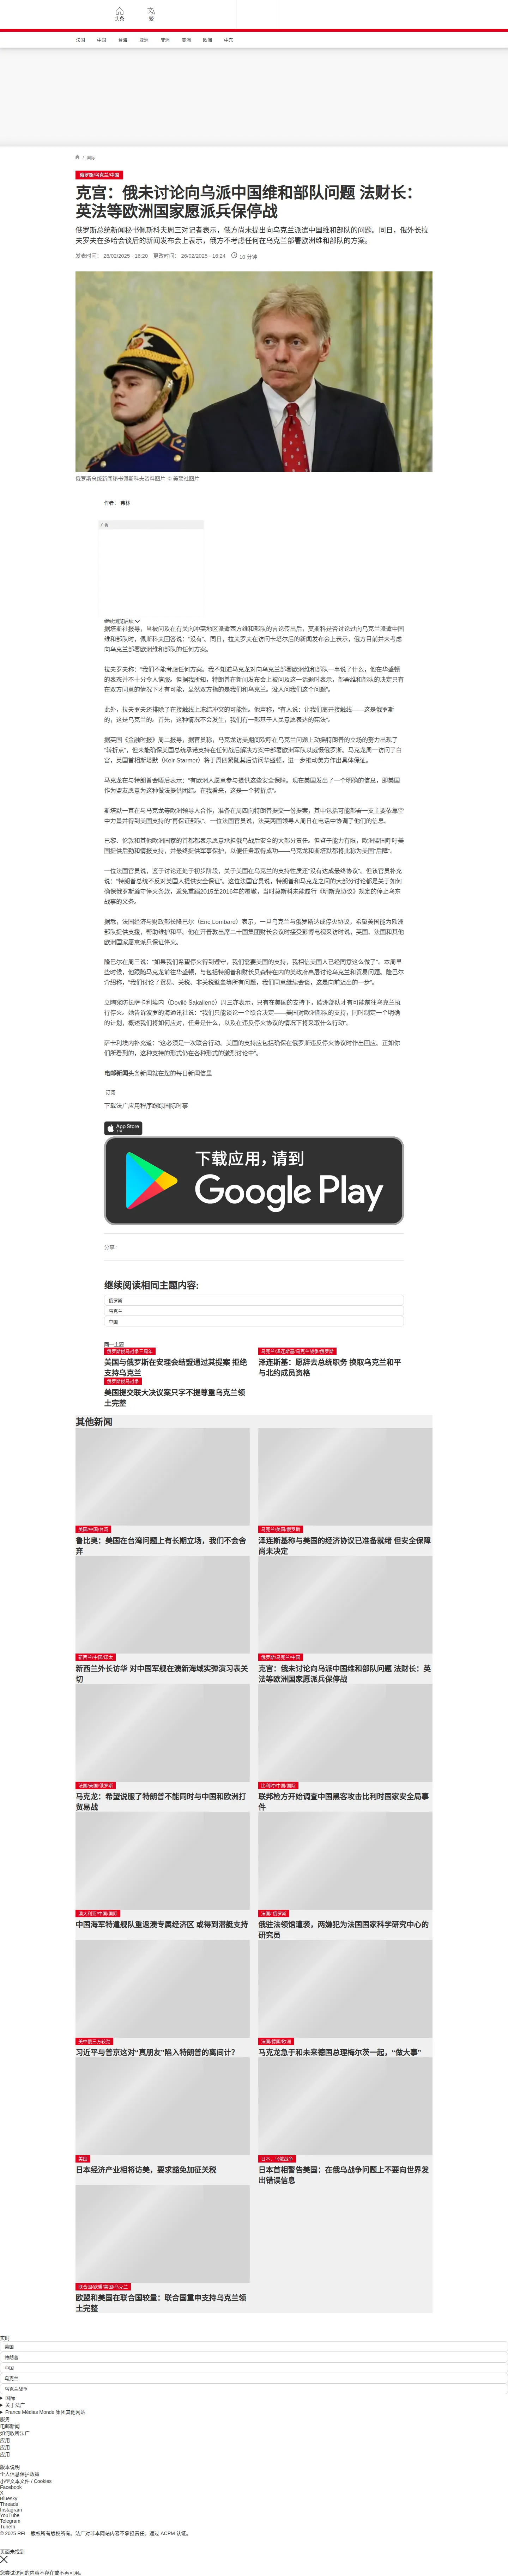 头条
繁
法国
中国
台海
亚洲
非洲
美洲
欧洲
中东
/ 国际
俄罗斯/乌克兰/中国
克宫：俄未讨论向乌派中国维和部队问题 法财长：
英法等欧洲国家愿派兵保停战
俄罗斯总统新闻秘书佩斯科夫周三对记者表示，俄方尚未提出向乌克兰派遣中国维和部队的问题。同日，俄外长拉
夫罗夫在多哈会谈后的新闻发布会上表示，俄方不考虑任何在乌克兰部署欧洲维和部队的方案。
发表时间： 26/02/2025 - 16:20 更改时间： 26/02/2025 - 16:24 10 分钟
俄罗斯总统新闻秘书佩斯科夫资料图片 © 美联社图片
作者： 弗林
广告
继续浏览后续
据塔斯社报导，当被问及在有关向冲突地区派遣西方维和部队的言论传出后，莫斯科是否讨论过向乌克兰派遣中国
维和部队时，佩斯科夫回答说：“没有”。同日，拉夫罗夫在访问卡塔尔后的新闻发布会上表示，俄方目前并未考虑
向乌克兰部署欧洲维和部队的任何方案。
拉夫罗夫称：“我们不能考虑任何方案。我不知道马克龙对向乌克兰部署欧洲维和部队一事说了什么，他在华盛顿
的表态并不十分令人信服。但据我所知，特朗普在新闻发布会上被问及这一话题时表示，部署维和部队的决定只有
在双方同意的情况下才有可能，显然双方指的是我们和乌克兰。没人问我们这个问题”。
此外，拉夫罗夫还排除了在接触线上冻结冲突的可能性。他声称，“有人说：让我们离开接触线——这是俄罗斯
的，这是乌克兰的。首先，这种情况不会发生，我们有一部基于人民意愿表达的宪法”。
据英国《金融时报》周二报导，据官员称，马克龙访美期间欢呼在乌克兰问题上动摇特朗普的立场的努力出现了
“转折点”，但未能确保美国总统承诺支持在任何战后解决方案中部署欧洲军队以威慑俄罗斯。马克龙周一访问了白
宫，英国首相斯塔默（Keir Starmer）将于周四紧随其后访问华盛顿，进一步推动美方作出具体保证。
马克龙在与特朗普会晤后表示：“有欧洲人愿意参与提供这些安全保障。现在美国发出了一个明确的信息，即美国
作为盟友愿意为这种做法提供团结。在我看来，这是一个转折点”。
斯塔默一直在与马克龙等欧洲领导人合作，准备在周四向特朗普提交一份提案，其中包括可能部署一支主要依靠空
中力量并得到美国支持的“再保证部队”。一位法国官员说，法英两国领导人周日在电话中协调了他们的信息。
巴黎、伦敦和其他欧洲国家的首都都表示愿意承担俄乌战后安全的大部分责任。但鉴于能力有限，欧洲盟国呼吁美
国提供后勤和情报支持，并最终提供军事保护，以便任务取得成功——马克龙和斯塔默都将此称为美国“后障”。
一位法国官员说，鉴于讨论还处于初步阶段，关于美国在乌克兰的支持性质还“没有达成最终协议”。但该官员补充
说：“特朗普总统不反对美国人提供安全保证”。这位法国官员说，特朗普和马克龙之间的大部分讨论都是关于如何
确保俄罗斯遵守停火条款，避免重蹈2015至2016年的覆辙，当时莫斯科未能履行《明斯克协议》规定的停止乌东
战事的义务。
据悉，法国经济与财政部长隆巴尔（Eric Lombard）表示，一旦乌克兰与俄罗斯达成停火协议，希望美国能为欧洲
部队提供支援，帮助维护和平。他在开普敦出席二十国集团财长会议时接受彭博电视采访时说，英国、法国和其他
欧洲国家愿意派兵保证停火。
隆巴尔在周三说：“如果我们希望停火得到遵守，我们需要美国的支持，我相信美国人已经同意这么做了”。本周早
些时候，他跟随马克龙前往华盛顿，与包括特朗普和财长贝森特在内的美政府高层讨论乌克兰和贸易问题。隆巴尔
介绍称，“我们讨论了贸易、关税、非关税壁垒等所有问题，我们同意继续会谈，这是向前迈出的一步”。
立陶宛防长萨卡利埃内（Dovilė Šakalienė）周三亦表示，只有在美国的支持下，欧洲部队才有可能前往乌克兰执
行停火。她告诉波罗的海通讯社说：“我们只能谈论一个联合决定——美国对欧洲部队的支持，同时制定一个明确
的计划，概述我们将如何应对，任务是什么，以及在违反停火协议的情况下将采取什么行动”。
萨卡利埃内补充道：“这必须是一次联合行动。美国的支持应包括确保在俄罗斯违反停火协议时作出回应。正如你
们所看到的，这种支持的形式仍在各种形式的激烈讨论中”。
电邮新闻头条新闻就在您的每日新闻信里
订阅
下载法广应用程序跟踪国际时事
App Store
下载应用，请到
Google Play
分享 :
继续阅读相同主题内容:
俄罗斯
乌克兰
中国
同一主题
俄罗斯侵乌战争三周年
美国与俄罗斯在安理会结盟通过其提案 拒绝
支持乌克兰
乌克兰/泽连斯基/乌克兰战争/俄罗斯
泽连斯基：愿辞去总统职务 换取乌克兰和平
与北约成员资格
俄罗斯侵乌战争
美国提交联大决议案只字不提尊重乌克兰领
土完整
其他新闻
美国/中国/台湾
鲁比奥：美国在台湾问题上有长期立场，我们不会舍
弃
乌克兰/美国/俄罗斯
泽连斯基称与美国的经济协议已准备就绪 但安全保障
尚未决定
新西兰/中国/印太
新西兰外长访华 对中国军舰在澳新海域实弹演习表关
切
俄罗斯/乌克兰/中国
克宫：俄未讨论向乌派中国维和部队问题 法财长：英
法等欧洲国家愿派兵保停战
法国/美国/俄罗斯
马克龙：希望说服了特朗普不能同时与中国和欧洲打
贸易战
比利时/中国/国际
联邦检方开始调查中国黑客攻击比利时国家安全局事
件
澳大利亚/中国/国际
中国海军特遣舰队重返澳专属经济区 或得到潜艇支持
法国/ 俄罗斯
俄驻法领馆遭袭，两嫌犯为法国国家科学研究中心的
研究员
美中俄三方较劲
习近平与普京这对“真朋友”陷入特朗普的离间计?
法国/德国/欧洲
马克龙急于和未来德国总理梅尔茨一起，“做大事”
美国
日本经济产业相将访美，要求豁免加征关税
日本、乌俄战争
日本首相警告美国：在俄乌战争问题上不要向世界发
出错误信息
联合国/欧盟/美国/乌克兰
欧盟和美国在联合国较量：联合国重申支持乌克兰领
土完整
实时
美国
特朗普
中国
乌克兰
乌克兰战争
国际
关于法广
France Médias Monde 集团其他网站
服务
电邮新闻
如何收听法广
应用
应用
应用
版本说明
个人信息保护政策
小型文本文件 / Cookies
Facebook
X
Bluesky
Threads
Instagram
YouTube
Telegram
TuneIn
© 2025 RFI – 版权所有版权所有。法广对非本网站内容不承担责任。通过 ACPM 认证。
页面未找到
您尝试访问的内容不存在或不再可用。